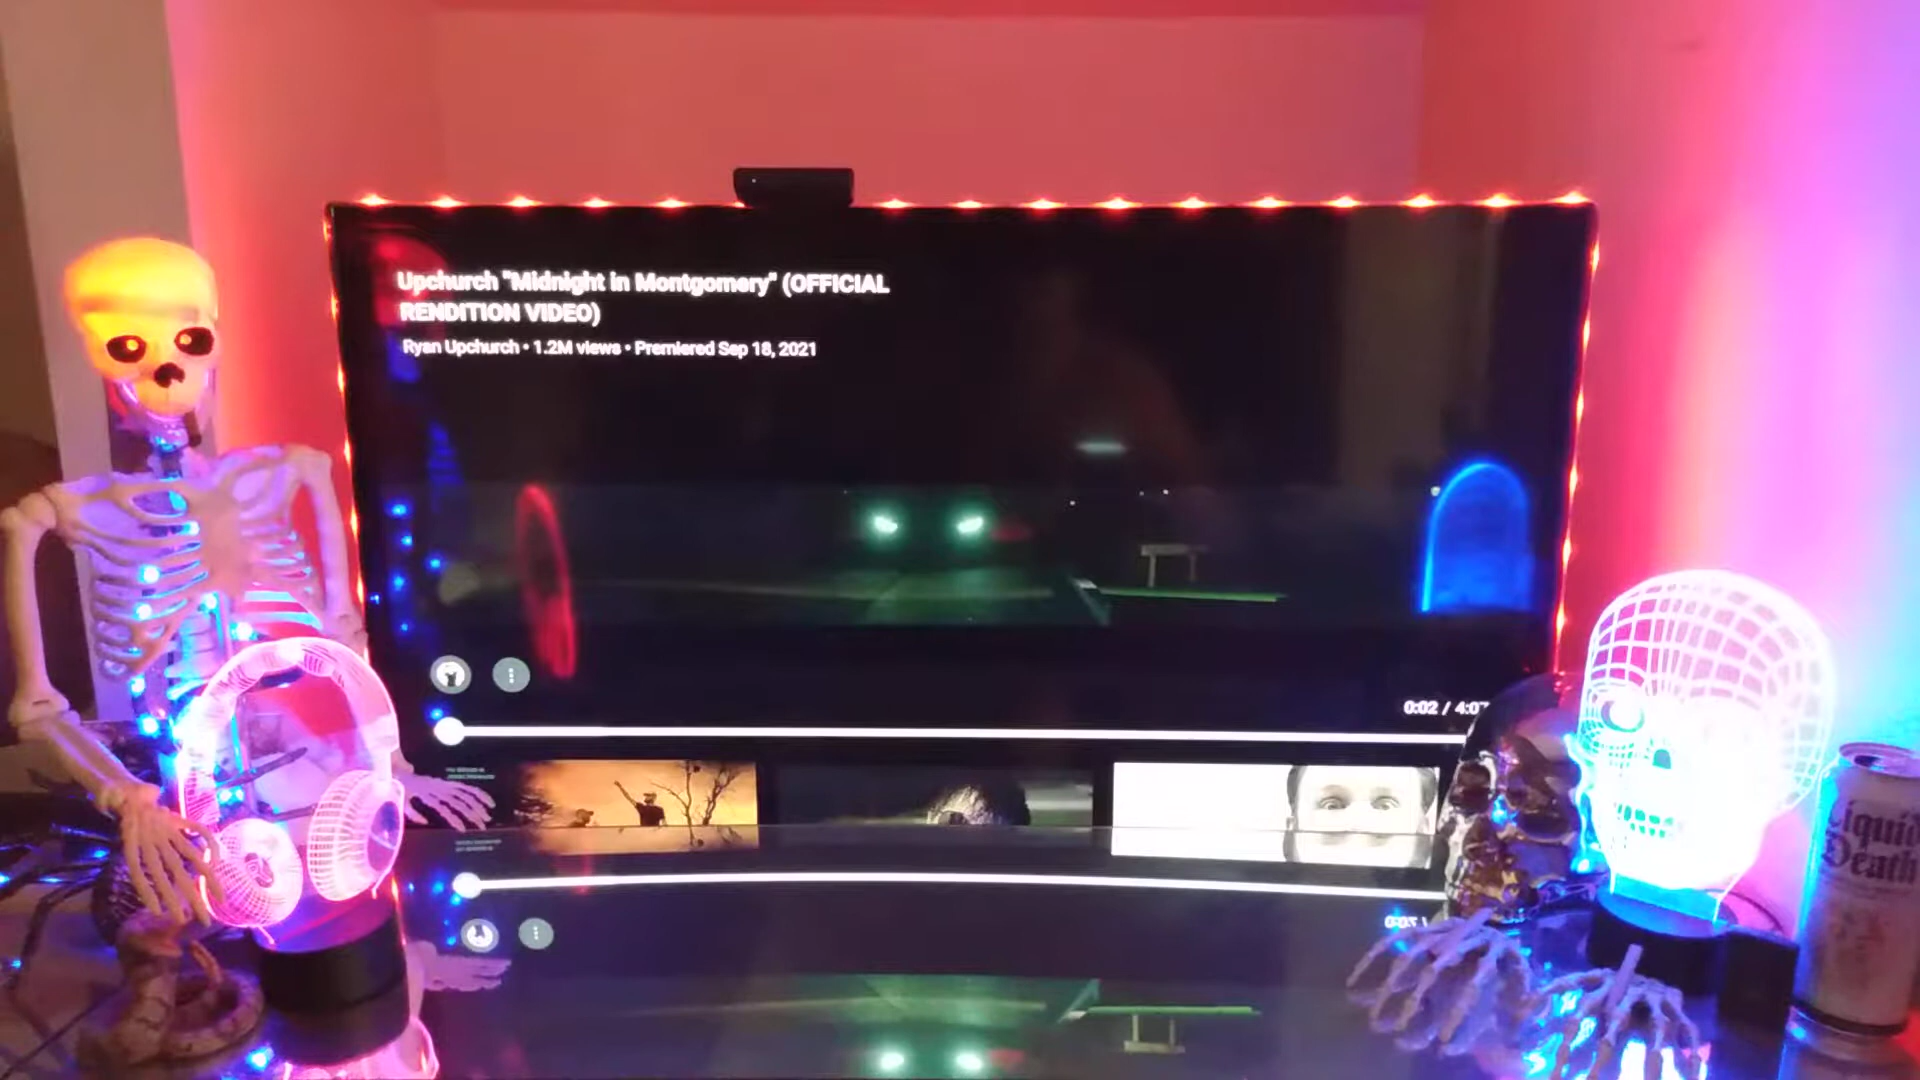 Upchurch "Midnight in Montgomery" (OFFICIAL
RENDITION VIDEO)
Ryan Upchurch • 1.2M views • Premiered Sep 18, 2021
0:02 / 4:07
Liquid
Death